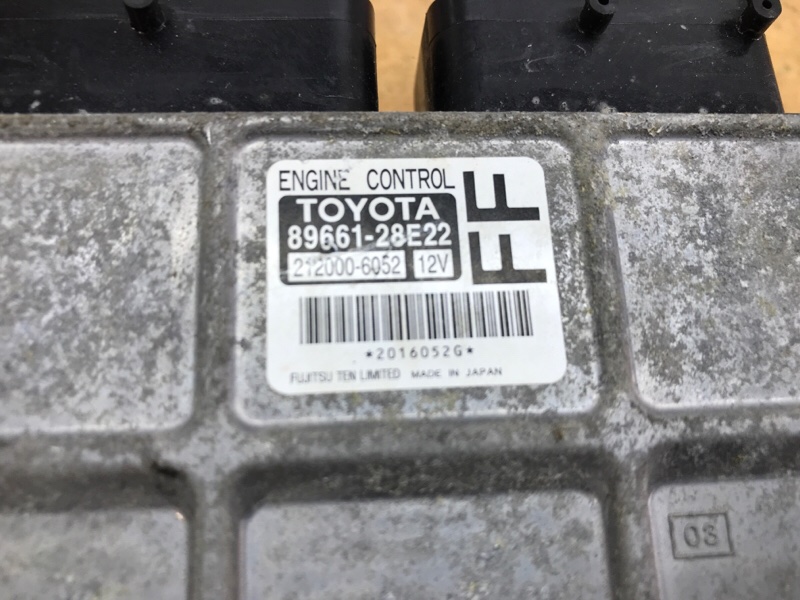 ENGINE CONTROL
TOYOTA
89661-28E22
212000-6052 12V
FF
*2016052G*
FUJITSU TEN LIMITED MADE IN JAPAN
08